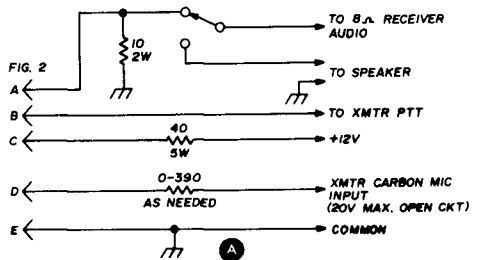 TO 8Ω RECEIVER
AUDIO
10
2W
FIG. 2
TO SPEAKER
A
B
TO XMTR PTT
C
40
5W
+12V
D
0-390
AS NEEDED
XMTR CARBON MIC
INPUT
(20V MAX. OPEN CKT)
E
COMMON
A